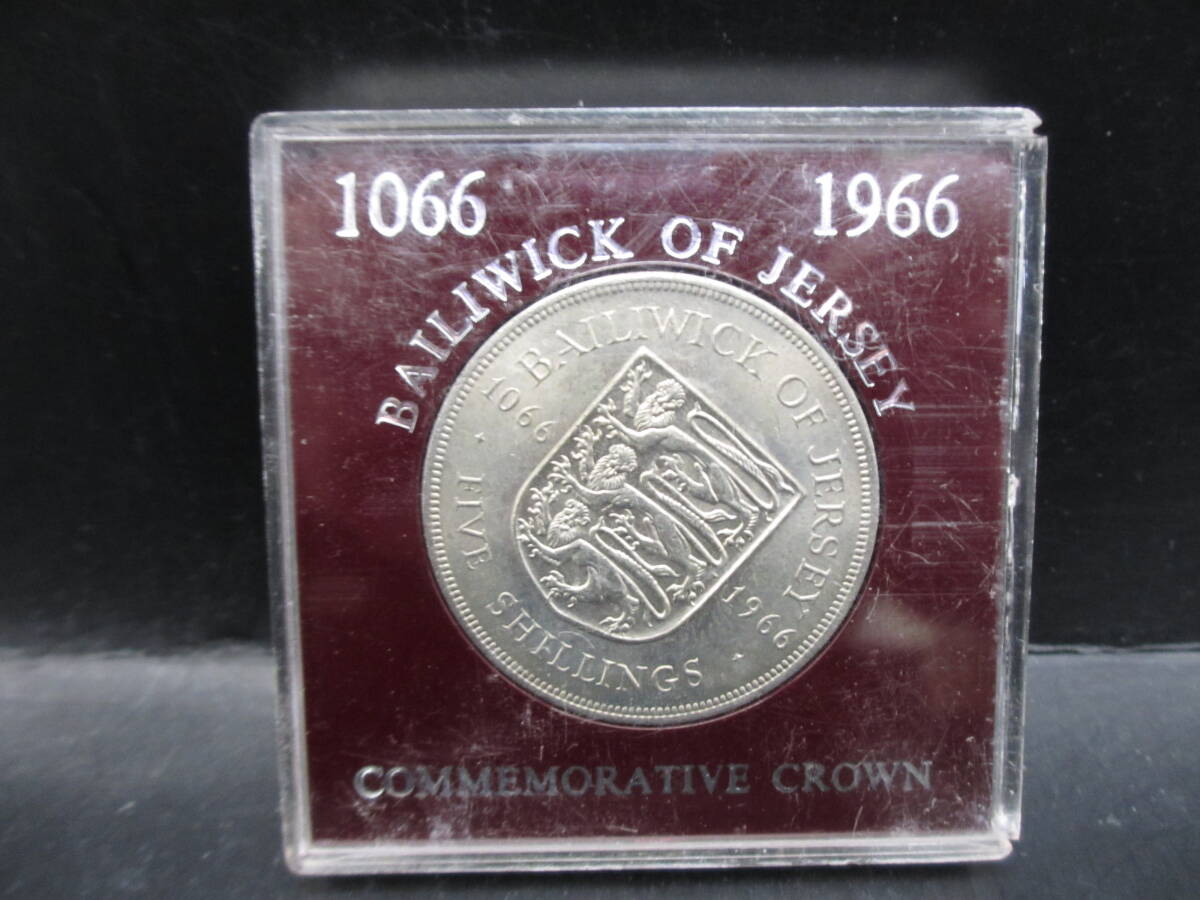 1066 1966
BAILIWICK OF JERSEY
BAILIWICK OF JERSEY
1066 1966
FIVE SHILLINGS
COMMEMORATIVE CROWN